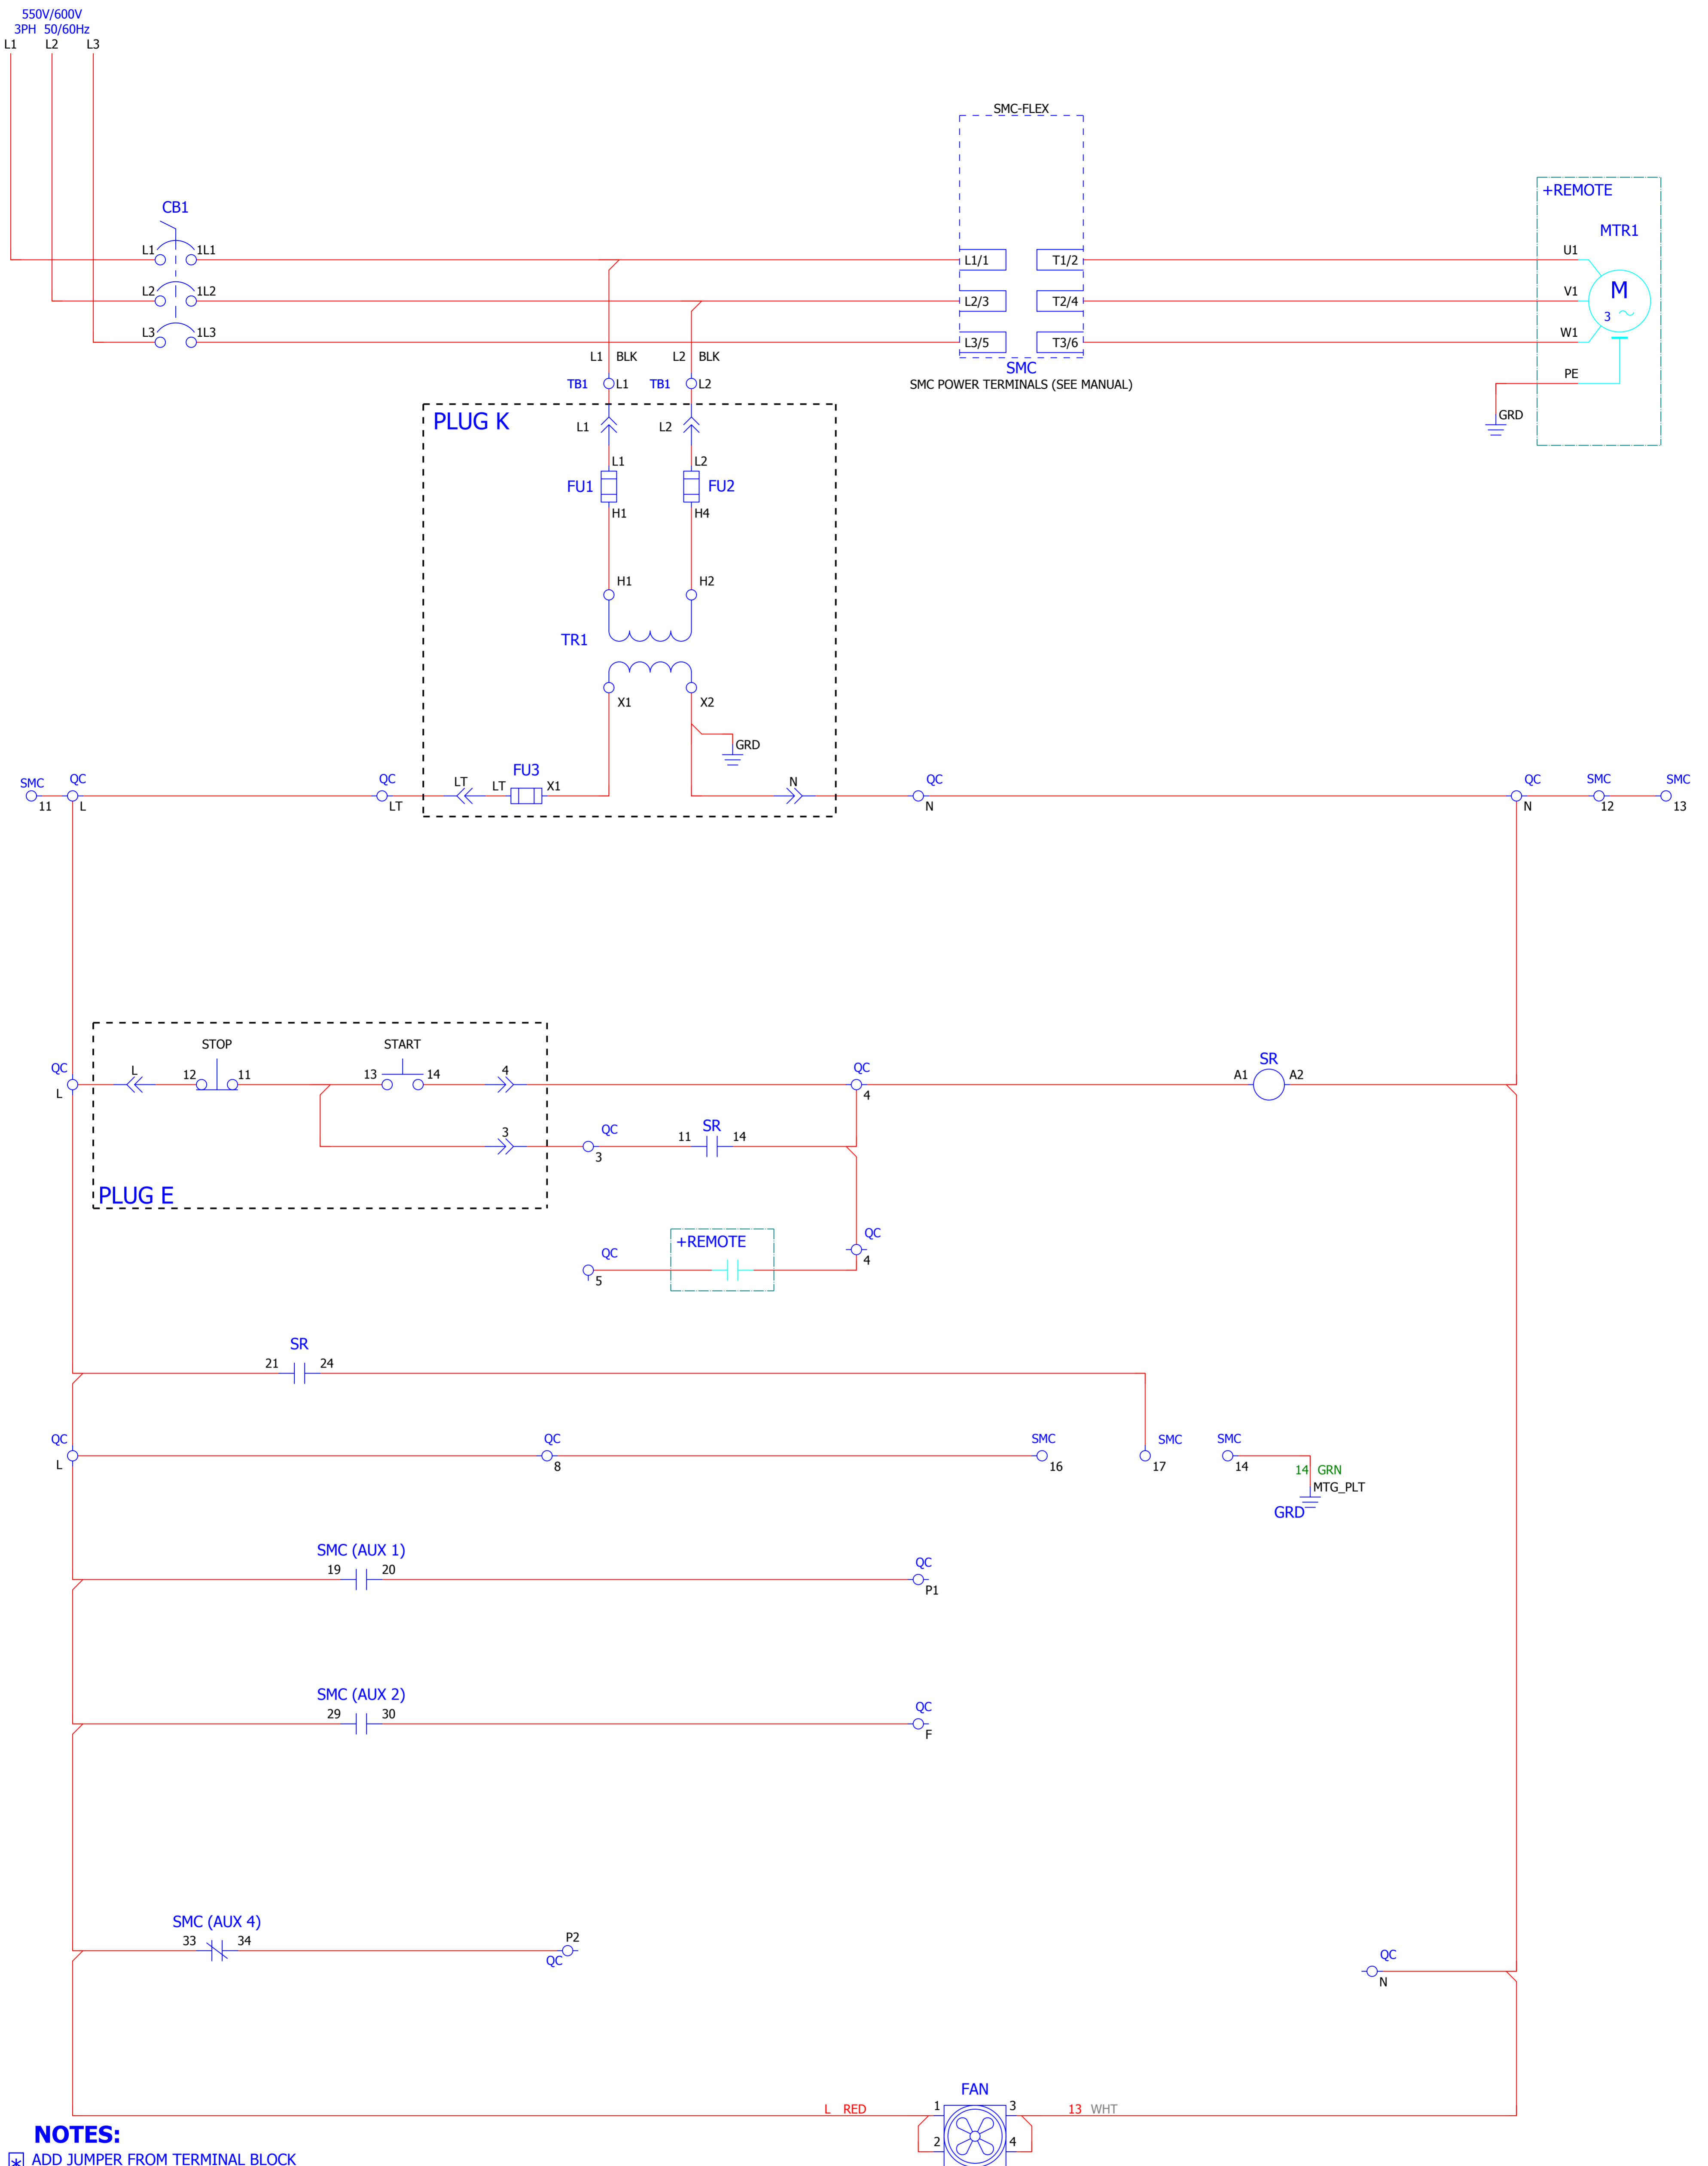 550V/600V
3PH 50/60Hz
L1 L2 L3
SMC-FLEX
+REMOTE
CB1
MTR1
L1 1L1
L1/1 T1/2
U1
L2 1L2
L2/3 T2/4
V1
M
3
L3 1L3
L3/5 T3/6
W1
L1 BLK L2 BLK
SMC
SMC POWER TERMINALS (SEE MANUAL)
PE
TB1 L1 TB1 L2
GRD
PLUG K
L1 L2
L1 L2
FU1 FU2
H1 H4
H1 H2
TR1
X1 X2
GRD
SMC QC QC LT LT FU3 X1 N QC QC SMC SMC
11 L LT N N 12 13
STOP START
QC L 12 11 13 14 4 QC SR
L 4 A1 A2
3 QC 11 SR 14
3
PLUG E
+REMOTE
QC QC
5 4
SR
21 24
QC QC SMC SMC SMC
L 8 16 17 14
14 GRN
MTG_PLT
GRD
SMC (AUX 1)
19 20 QC
P1
SMC (AUX 2)
29 30 QC
F
SMC (AUX 4)
33 34 P2
QC
QC
N
FAN
L RED 1 3 13 WHT
2 4
NOTES:
* ADD JUMPER FROM TERMINAL BLOCK